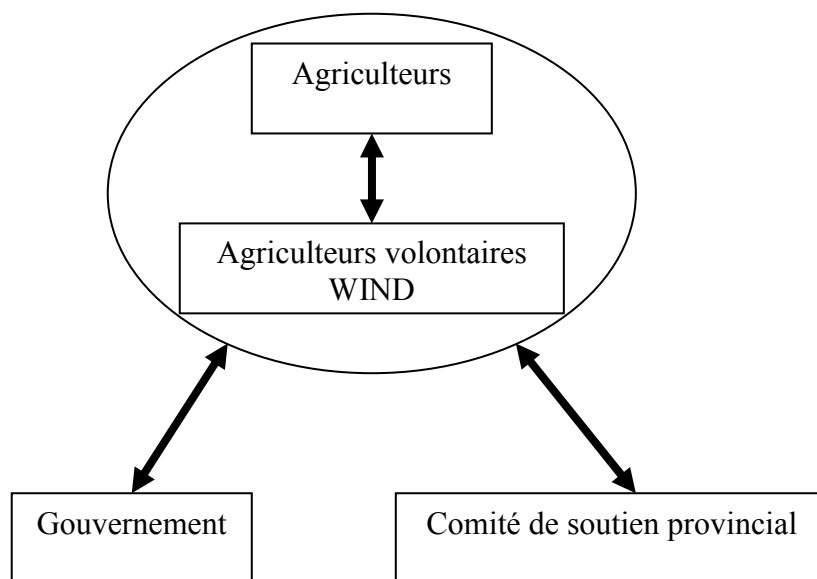 Agriculteurs
Agriculteurs volontaires
WIND
Gouvernement
Comité de soutien provincial